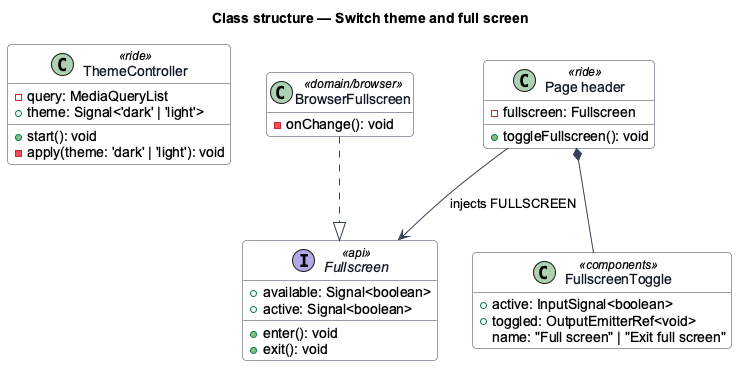 Class structure — Switch theme and full screen
«ride»
C ThemeController
query: MediaQueryList
theme: Signal<'dark' | 'light'>
start(): void
apply(theme: 'dark' | 'light'): void
«domain/browser»
C BrowserFullscreen
onChange(): void
«ride»
C Page header
fullscreen: Fullscreen
toggleFullscreen(): void
injects FULLSCREEN
«api»
I Fullscreen
available: Signal<boolean>
active: Signal<boolean>
enter(): void
exit(): void
«components»
C FullscreenToggle
active: InputSignal<boolean>
toggled: OutputEmitterRef<void>
name: "Full screen" | "Exit full screen"